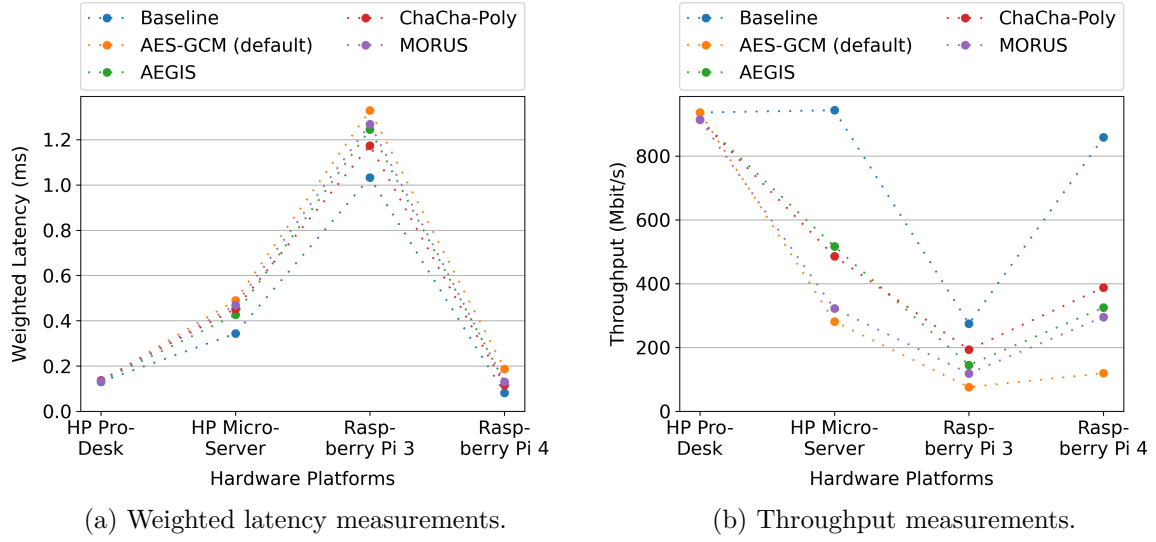 Baseline
AES-GCM (default)
AEGIS
ChaCha-Poly
MORUS
Weighted Latency (ms)
1.2
1.0
0.8
0.6
0.4
0.2
0.0
HP Pro-
Desk
HP Micro-
Server
Rasp-
berry Pi 3
Rasp-
berry Pi 4
Hardware Platforms
(a) Weighted latency measurements.
Baseline
AES-GCM (default)
AEGIS
ChaCha-Poly
MORUS
Throughput (Mbit/s)
800
600
400
200
0
HP Pro-
Desk
HP Micro-
Server
Rasp-
berry Pi 3
Rasp-
berry Pi 4
Hardware Platforms
(b) Throughput measurements.